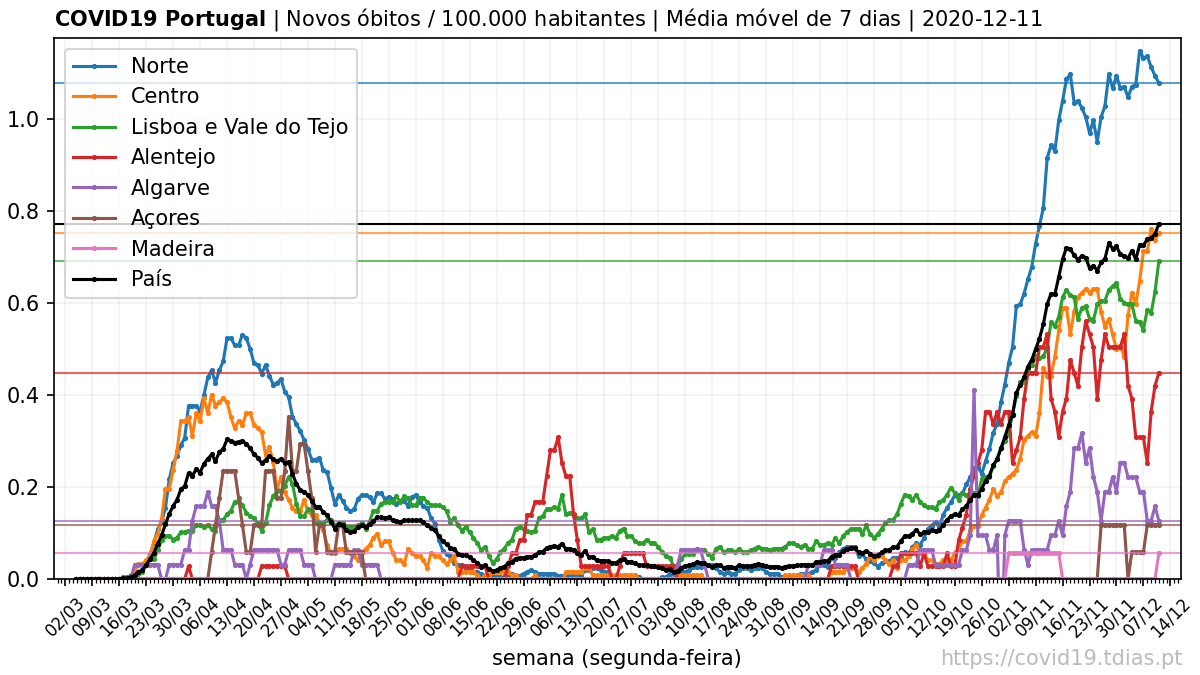 COVID19 Portugal | Novos óbitos / 100.000 habitantes | Média móvel de 7 dias | 2020-12-11
Norte
Centro
Lisboa e Vale do Tejo
Alentejo
Algarve
Açores
Madeira
País
1.0
0.8
0.6
0.4
0.2
0.0
02/03 09/03 16/03 23/03 30/03 06/04 13/04 20/04 27/04 04/05 11/05 18/05 25/05 01/06 08/06 15/06 22/06 29/06 06/07 13/07 20/07 27/07 03/08 10/08 17/08 24/08 31/08 07/09 14/09 21/09 28/09 05/10 12/10 19/10 26/10 02/11 09/11 16/11 23/11 30/11 07/12 14/12
semana (segunda-feira)
https://covid19.tdias.pt